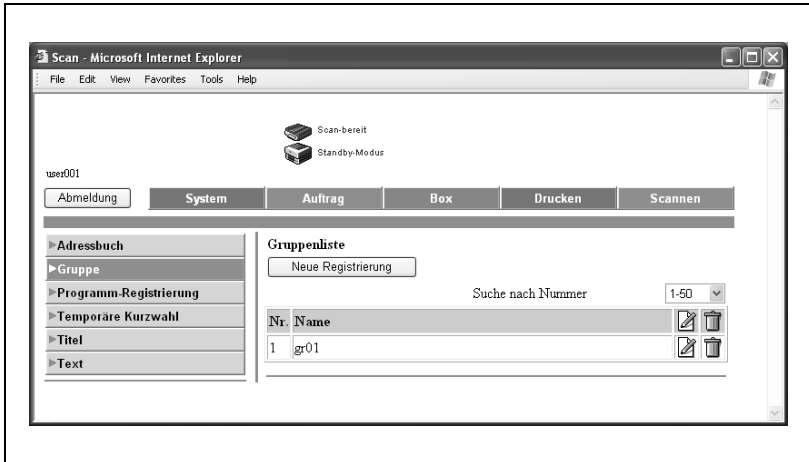 Scan - Microsoft Internet Explorer
File Edit View Favorites Tools Help
Scan-bereit
Standby-Modus
user001
Abmeldung System Auftrag Box Drucken Scannen
Adressbuch
Gruppe
Programm-Registrierung
Temporäre Kurzwahl
Titel
Text
Gruppenliste
Neue Registrierung
Suche nach Nummer 1-50
Nr. Name
1 gr01